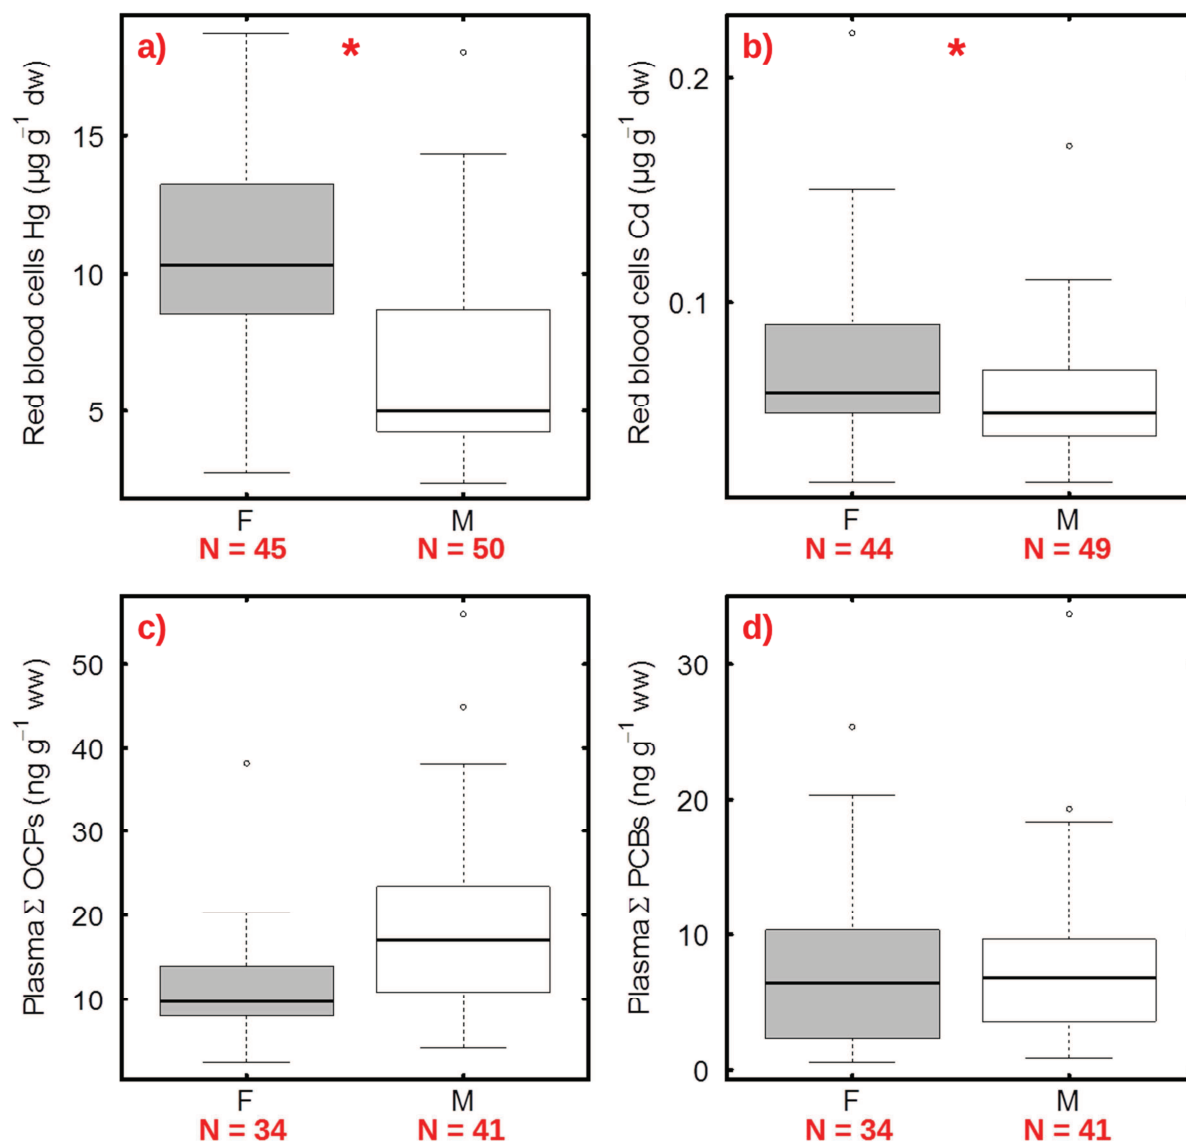 a)
*
Red blood cells Hg (µg g⁻¹ dw)
15
10
5
F
M
N = 45
N = 50
b)
*
Red blood cells Cd (µg g⁻¹ dw)
0.2
0.1
F
M
N = 44
N = 49
c)
Plasma Σ OCPs (ng g⁻¹ ww)
50
40
30
20
10
F
M
N = 34
N = 41
d)
Plasma Σ PCBs (ng g⁻¹ ww)
30
20
10
0
F
M
N = 34
N = 41